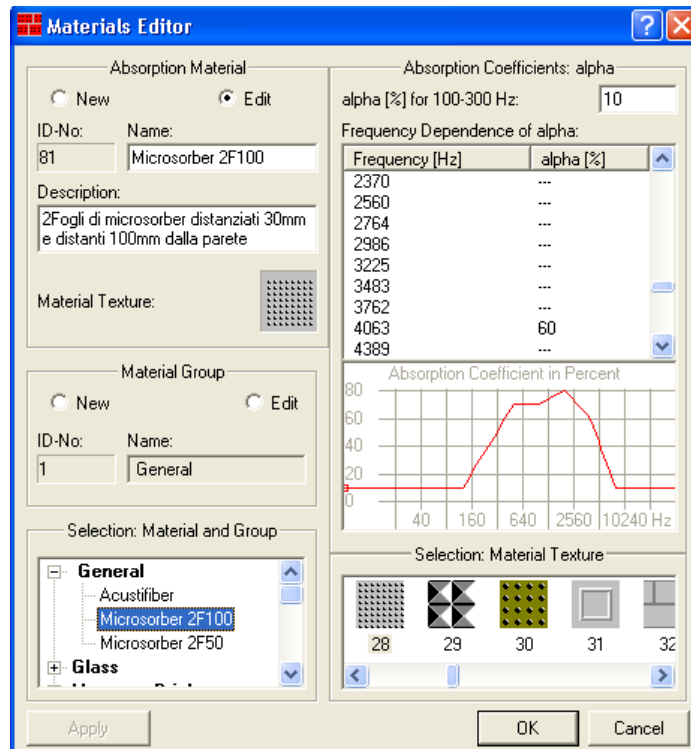 Materials Editor
Absorption Material
New
Edit
ID-No:
Name:
81
Microsorber 2F100
Description:
2Fogli di microsorber distanziati 30mm
e distanti 100mm dalla parete
Material Texture:
Material Group
New
Edit
ID-No:
Name:
1
General
Selection: Material and Group
General
Acustifiber
Microsorber 2F100
Microsorber 2F50
Glass
Apply
Absorption Coefficients: alpha
alpha [%] for 100-300 Hz:
10
Frequency Dependence of alpha:
Frequency [Hz] alpha [%]
2370 ---
2560 ---
2764 ---
2986 ---
3225 ---
3483 ---
3762 ---
4063 60
4389 ---
Absorption Coefficient in Percent
80
60
40
20
0
40 160 640 2560 10240 Hz
Selection: Material Texture
28 29 30 31 32
OK
Cancel